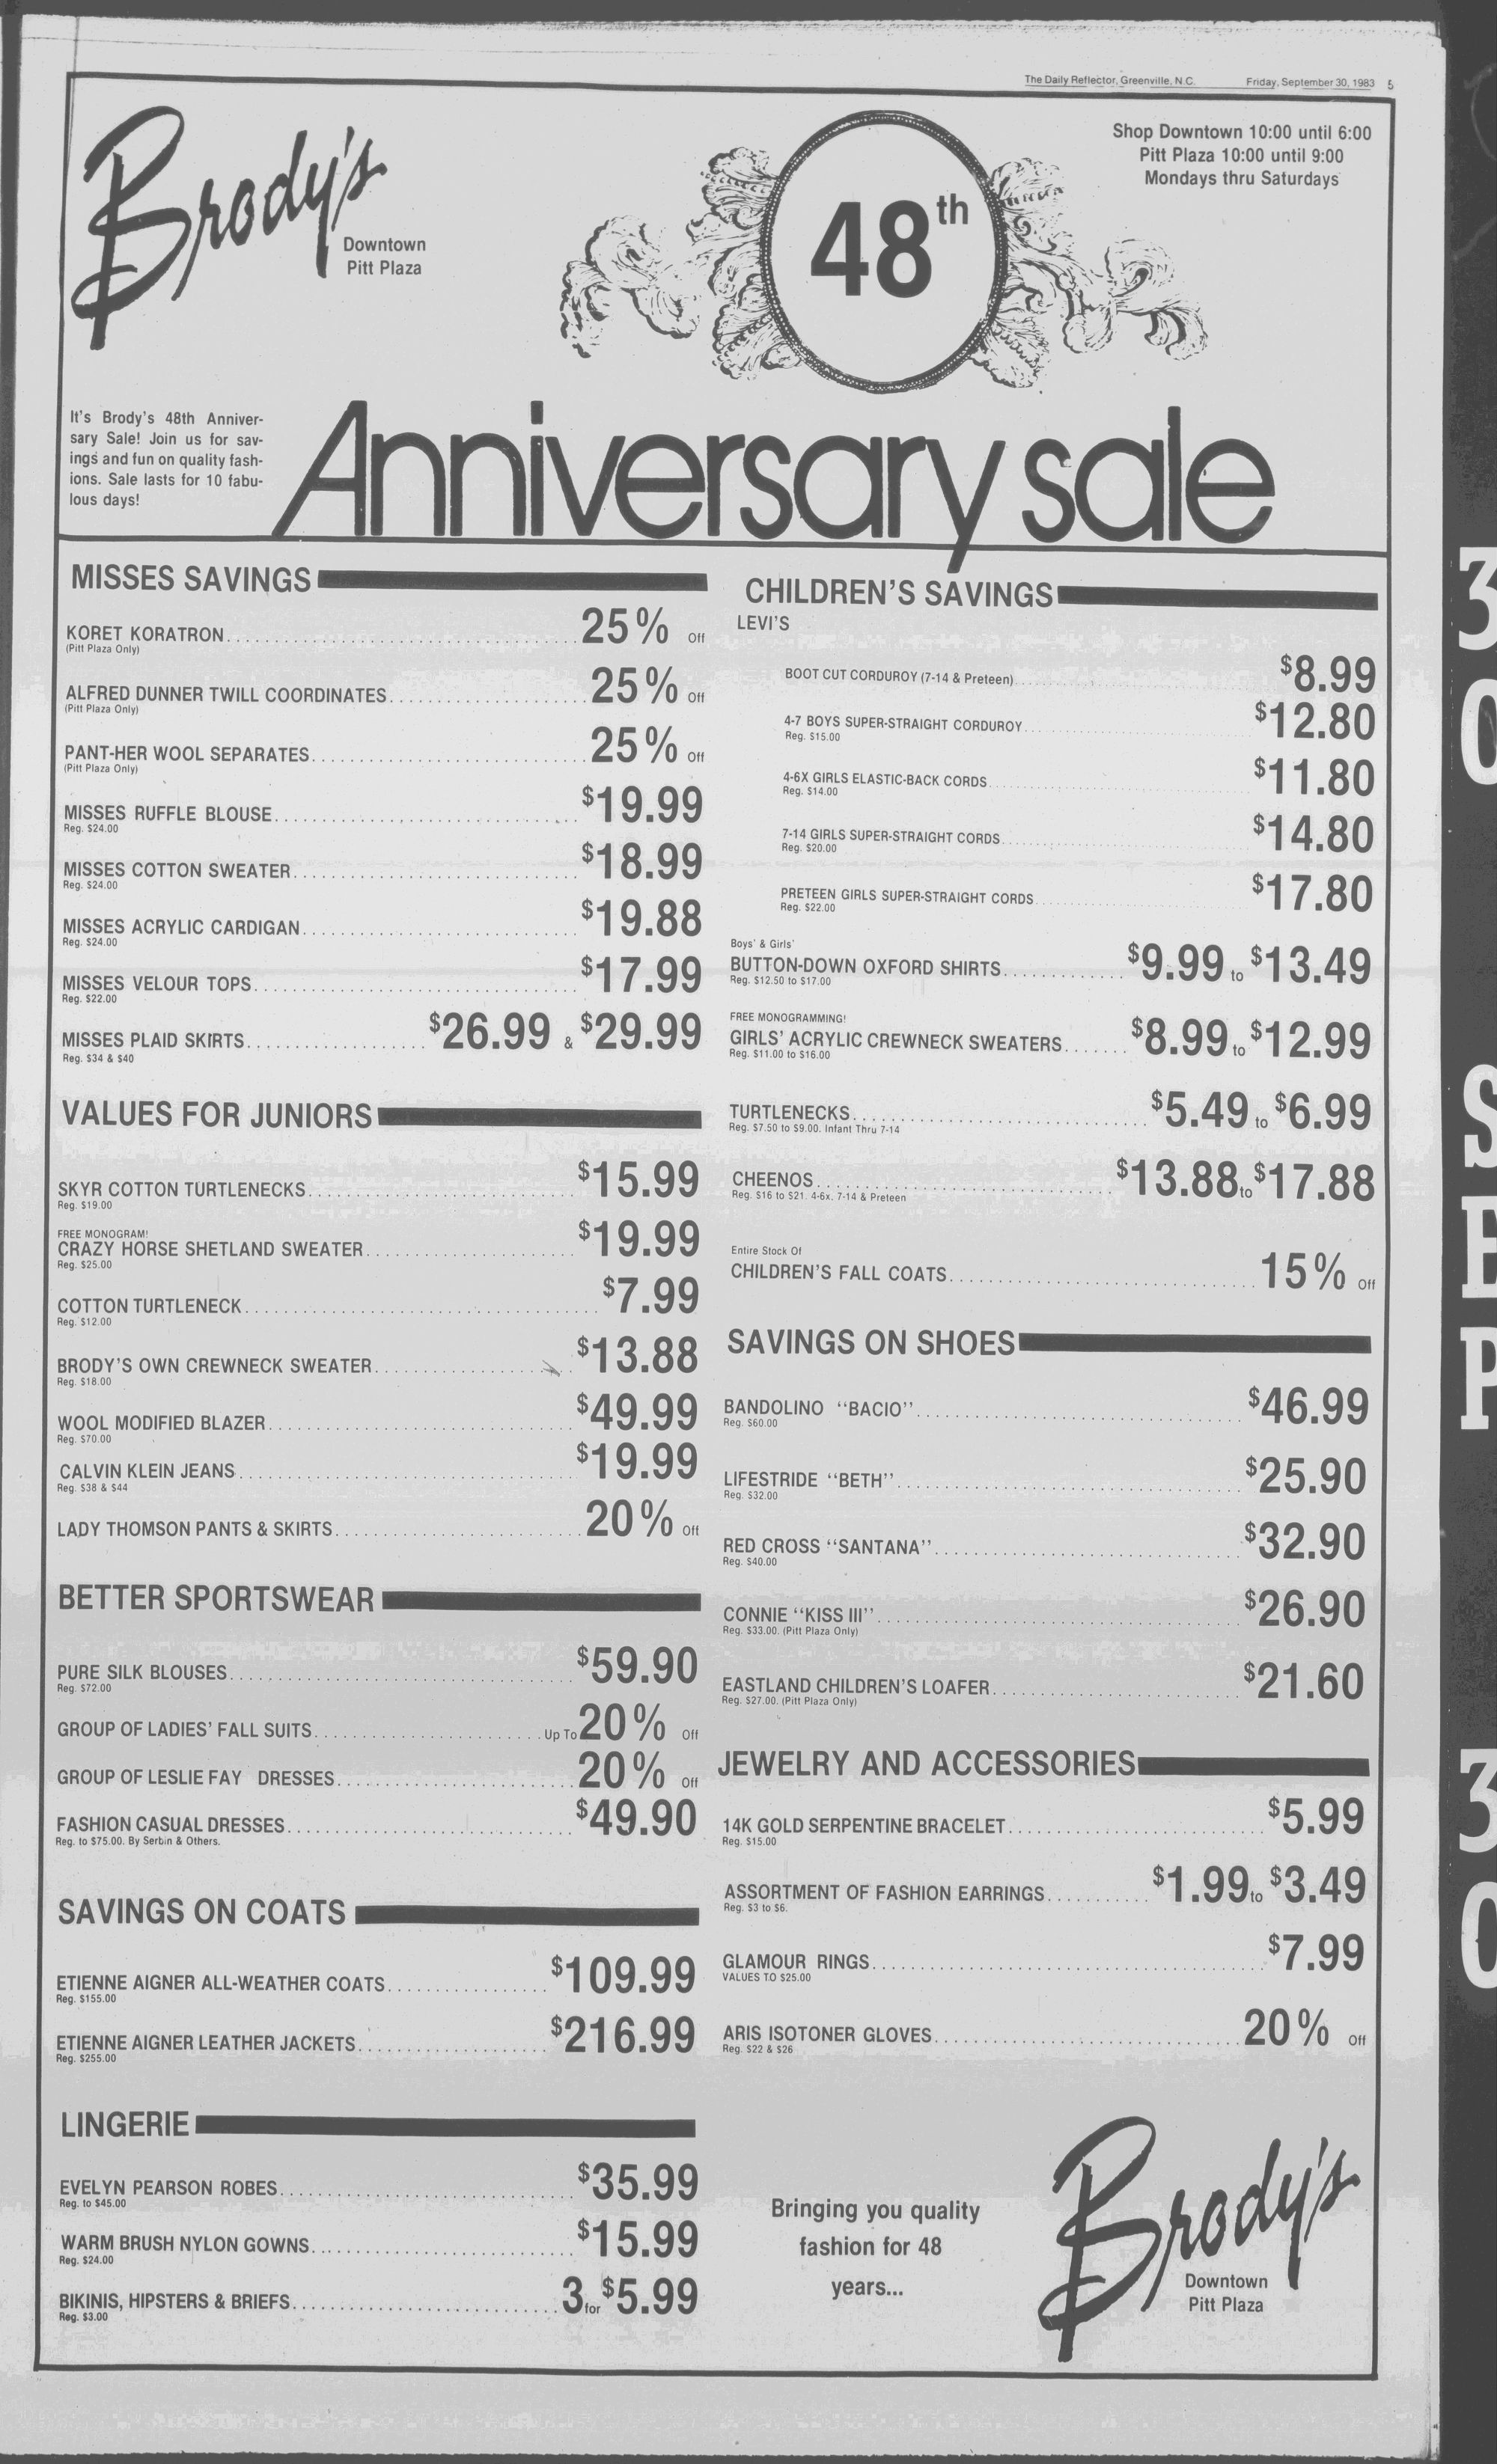 The Daily Reflector, Greenville, N.C. Friday, September 30, 1983 5
Brody's
Downtown
Pitt Plaza
48th
Shop Downtown 10:00 until 6:00
Pitt Plaza 10:00 until 9:00
Mondays thru Saturdays
It's Brody's 48th Anniver-
sary Sale! Join us for sav-
ings and fun on quality fash-
ions. Sale lasts for 10 fabu-
lous days!
Anniversary sale
MISSES SAVINGS
KORET KORATRON 25% Off
(Pitt Plaza Only)
ALFRED DUNNER TWILL COORDINATES 25% Off
(Pitt Plaza Only)
PANT-HER WOOL SEPARATES 25% Off
(Pitt Plaza Only)
MISSES RUFFLE BLOUSE $19.99
Reg. $24.00
MISSES COTTON SWEATER $18.99
Reg. $24.00
MISSES ACRYLIC CARDIGAN $19.88
Reg. $24.00
MISSES VELOUR TOPS $17.99
Reg. $22.00
MISSES PLAID SKIRTS $26.99 & $29.99
Reg. $34 & $40
VALUES FOR JUNIORS
SKYR COTTON TURTLENECKS $15.99
Reg. $19.00
FREE MONOGRAM!
CRAZY HORSE SHETLAND SWEATER $19.99
Reg. $25.00
COTTON TURTLENECK $7.99
Reg. $12.00
BRODY'S OWN CREWNECK SWEATER $13.88
Reg. $18.00
WOOL MODIFIED BLAZER $49.99
Reg. $70.00
CALVIN KLEIN JEANS $19.99
Reg. $38 & $44
LADY THOMSON PANTS & SKIRTS 20% Off
BETTER SPORTSWEAR
PURE SILK BLOUSES $59.90
Reg. $72.00
GROUP OF LADIES' FALL SUITS Up To 20% Off
GROUP OF LESLIE FAY DRESSES 20% Off
FASHION CASUAL DRESSES $49.90
Reg. to $75.00. By Serbin & Others.
SAVINGS ON COATS
ETIENNE AIGNER ALL-WEATHER COATS $109.99
Reg. $155.00
ETIENNE AIGNER LEATHER JACKETS $216.99
Reg. $255.00
LINGERIE
EVELYN PEARSON ROBES $35.99
Reg. to $45.00
WARM BRUSH NYLON GOWNS $15.99
Reg. $24.00
BIKINIS, HIPSTERS & BRIEFS 3 for $5.99
Reg. $3.00
CHILDREN'S SAVINGS
LEVI'S
BOOT CUT CORDUROY (7-14 & Preteen) $8.99
4-7 BOYS SUPER-STRAIGHT CORDUROY $12.80
Reg. $15.00
4-6X GIRLS ELASTIC-BACK CORDS $11.80
Reg. $14.00
7-14 GIRLS SUPER-STRAIGHT CORDS $14.80
Reg. $20.00
PRETEEN GIRLS SUPER-STRAIGHT CORDS $17.80
Reg. $22.00
Boys' & Girls'
BUTTON-DOWN OXFORD SHIRTS $9.99 to $13.49
Reg. $12.50 to $17.00
FREE MONOGRAMMING!
GIRLS' ACRYLIC CREWNECK SWEATERS $8.99 to $12.99
Reg. $11.00 to $16.00
TURTLENECKS $5.49 to $6.99
Reg. $7.50 to $9.00. Infant Thru 7-14
CHEENOS $13.88 to $17.88
Reg. $16 to $21. 4-6x, 7-14 & Preteen
Entire Stock Of
CHILDREN'S FALL COATS 15% Off
SAVINGS ON SHOES
BANDOLINO "BACIO" $46.99
Reg. $60.00
LIFESTRIDE "BETH" $25.90
Reg. $32.00
RED CROSS "SANTANA" $32.90
Reg. $40.00
CONNIE "KISS III" $26.90
Reg. $33.00. (Pitt Plaza Only)
EASTLAND CHILDREN'S LOAFER $21.60
Reg. $27.00. (Pitt Plaza Only)
JEWELRY AND ACCESSORIES
14K GOLD SERPENTINE BRACELET $5.99
Reg. $15.00
ASSORTMENT OF FASHION EARRINGS $1.99 to $3.49
Reg. $3 to $6.
GLAMOUR RINGS $7.99
VALUES TO $25.00
ARIS ISOTONER GLOVES 20% Off
Reg. $22 & $26
Bringing you quality
fashion for 48
years...
Brody's
Downtown
Pitt Plaza
30
SEP
30